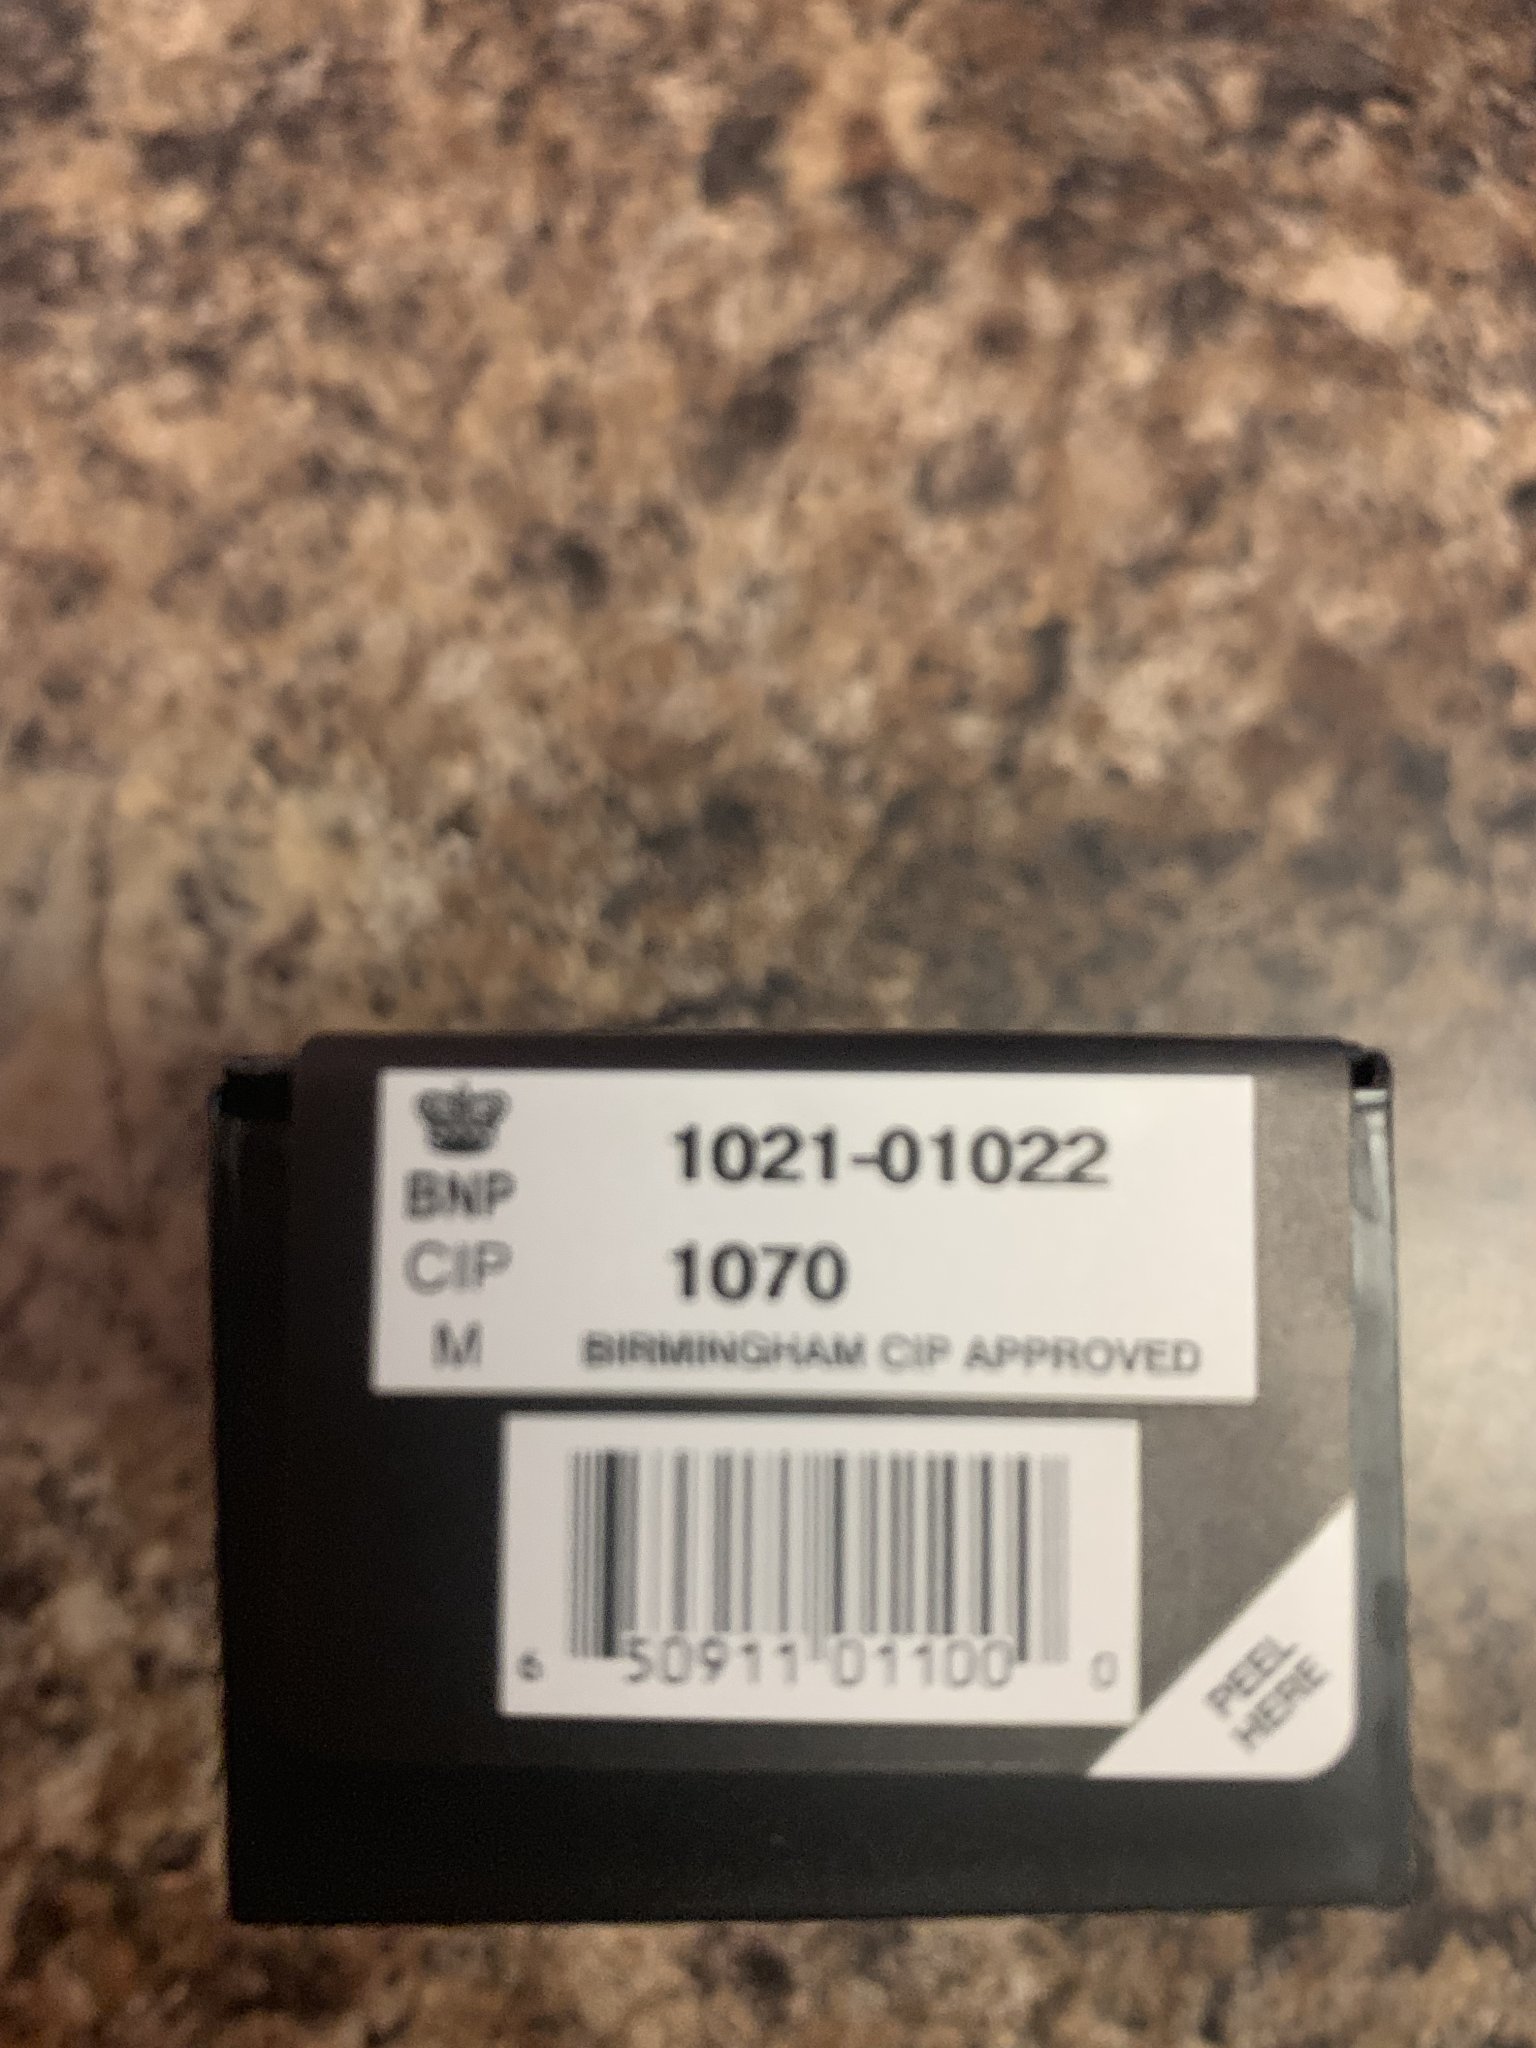 BNP
CIP
M
1021-01022
1070
BIRMINGHAM CIP APPROVED
6 50911 01100 0
PEEL
HERE